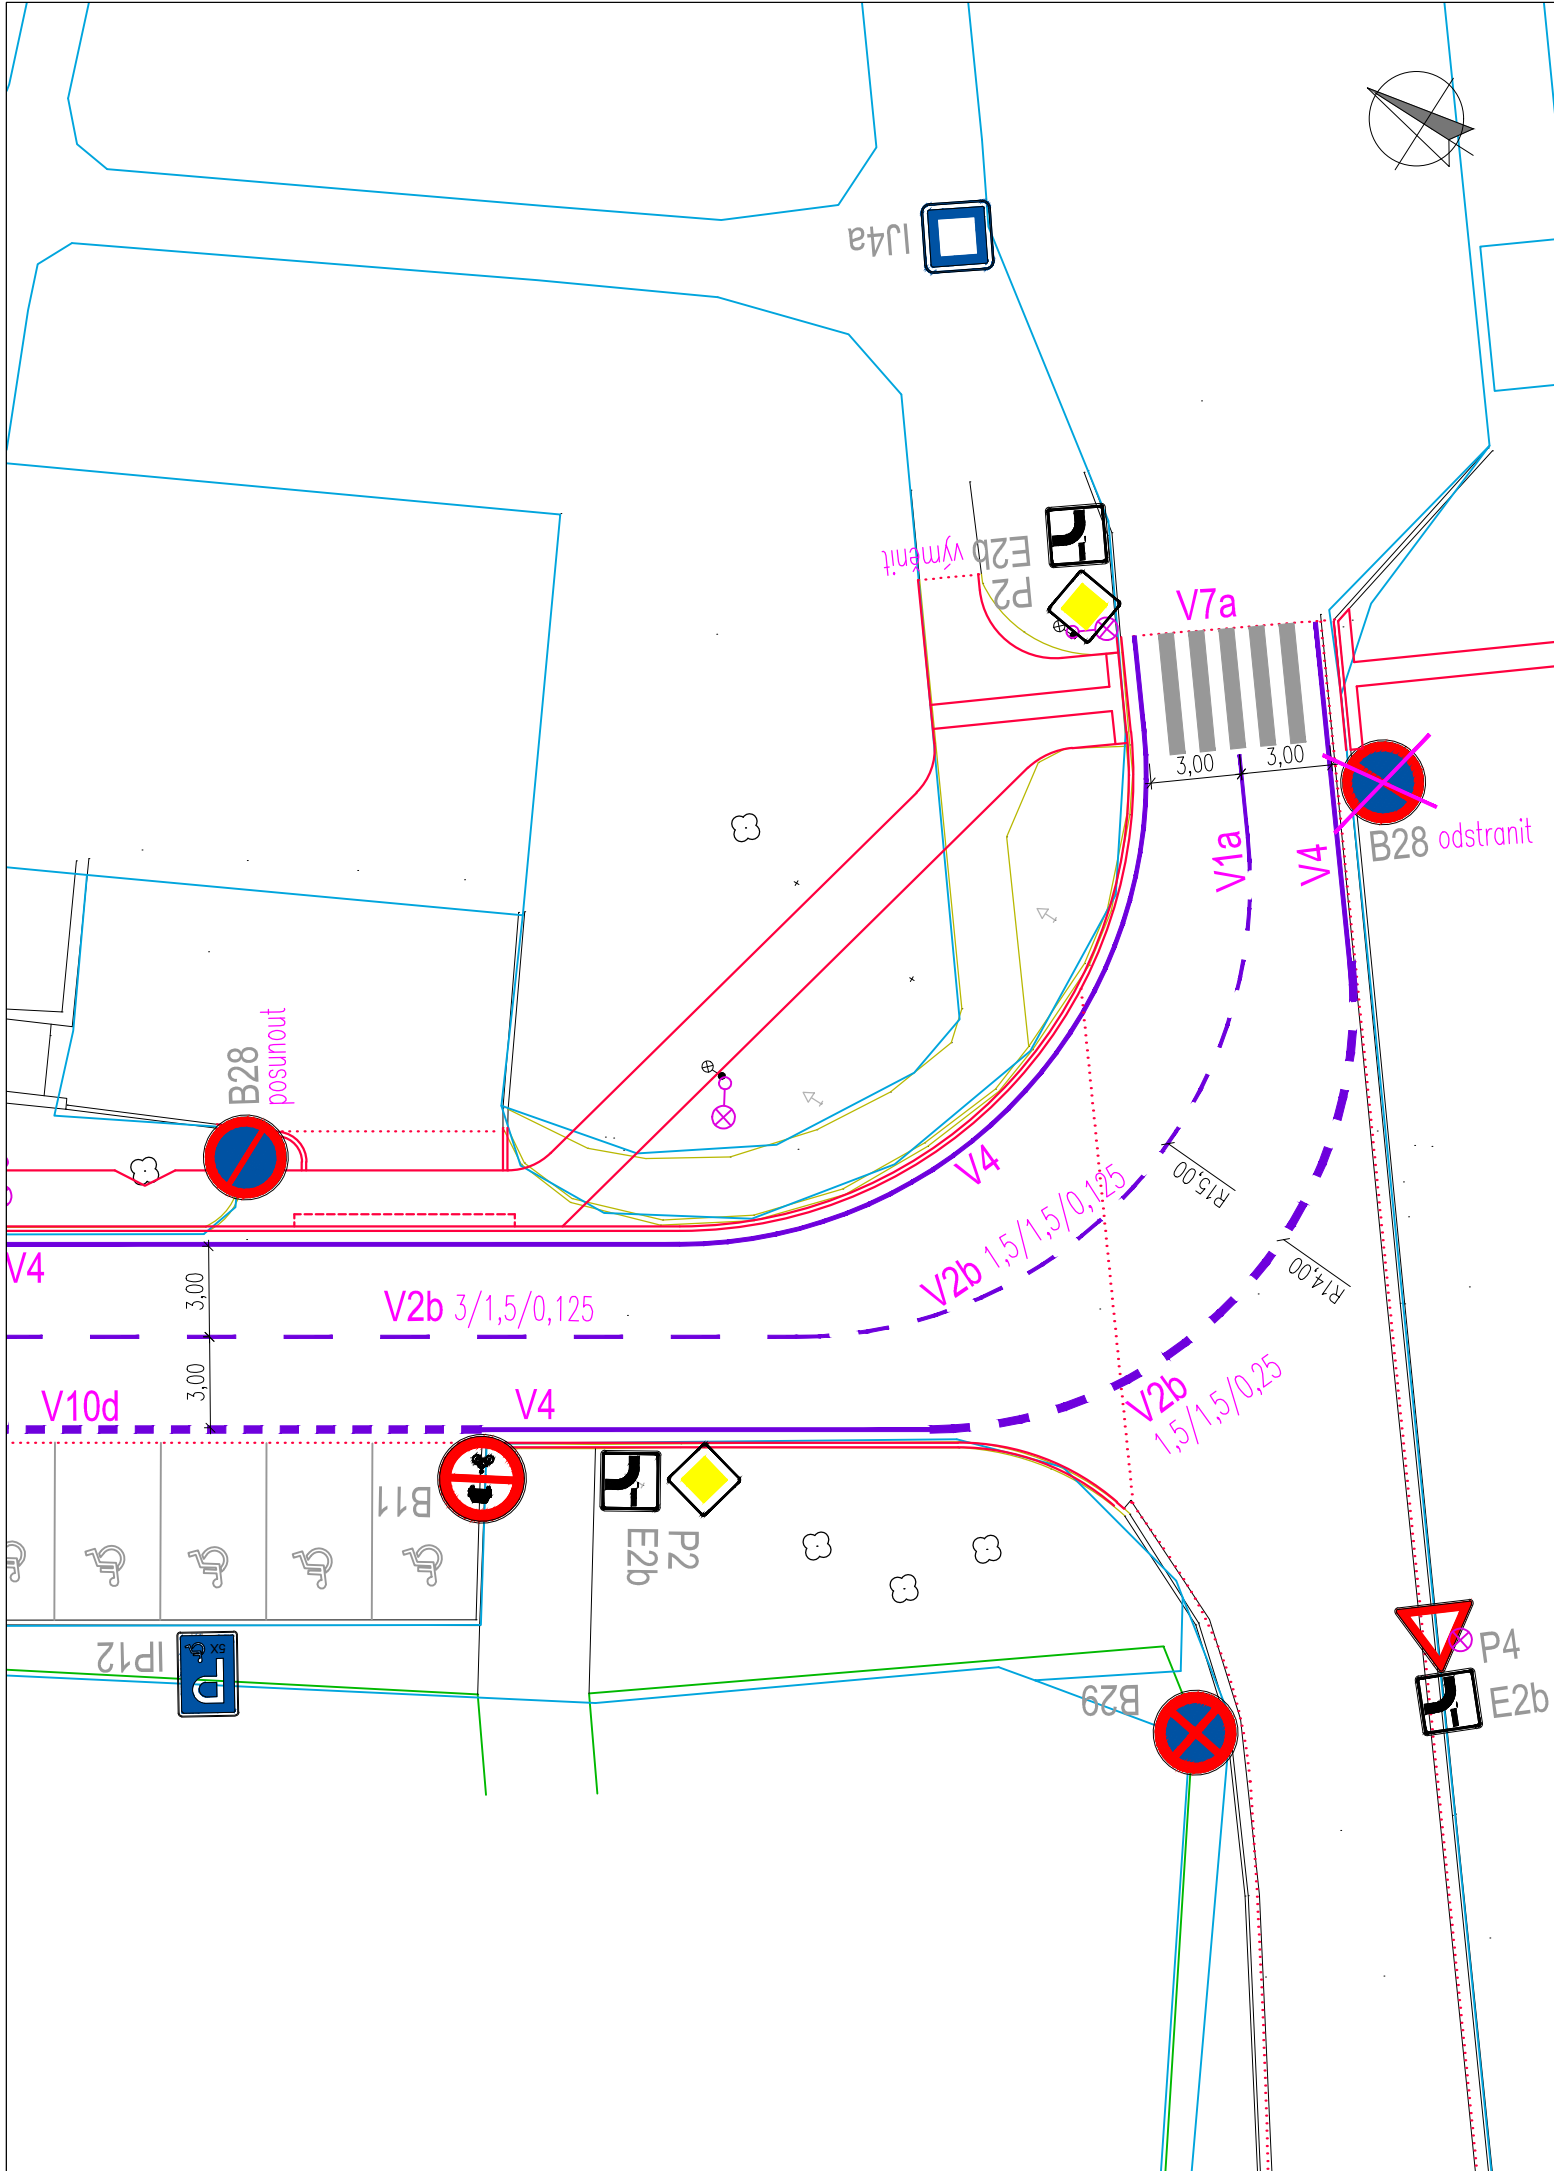 IJ4a
E2b výměnit
P2
V7a
3,00
3,00
V1a
V4
B28 odstranit
B28
posunout
V4
R15,00
R14,00
V4
3,00
V2b 3/1,5/0,125
V2b 1,5/1,5/0,125
3,00
V10d
V4
V2b
1,5/1,5/0,25
B11
P2
E2b
IP12
5X
P
B29
P4
E2b